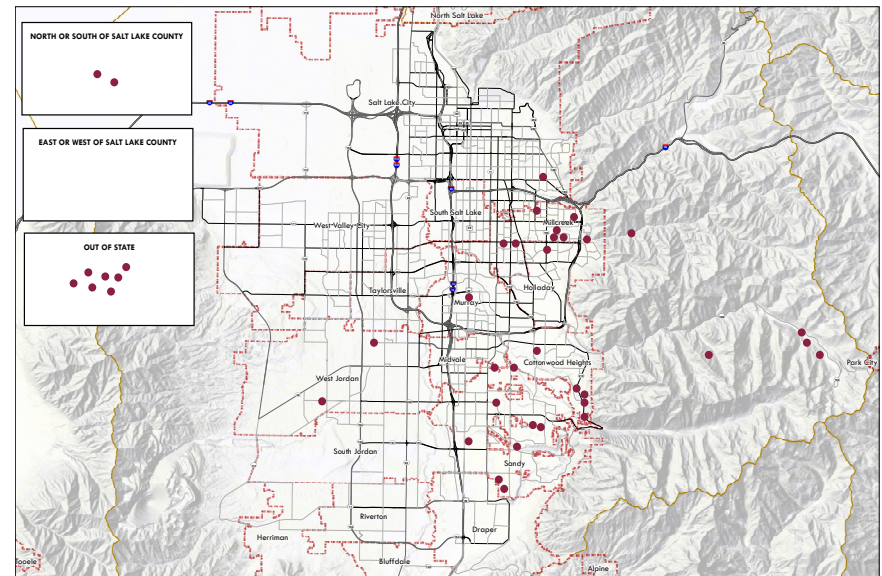 North Salt Lake
NORTH OR SOUTH OF SALT LAKE COUNTY
Salt Lake City
EAST OR WEST OF SALT LAKE COUNTY
South Salt Lake
Millcreek
West Valley City
OUT OF STATE
Taylorsville
Holladay
Murray
Midvale
Cottonwood Heights
Park City
West Jordan
South Jordan
Sandy
Riverton
Draper
Herriman
Bluffdale
Tooele
Alpine